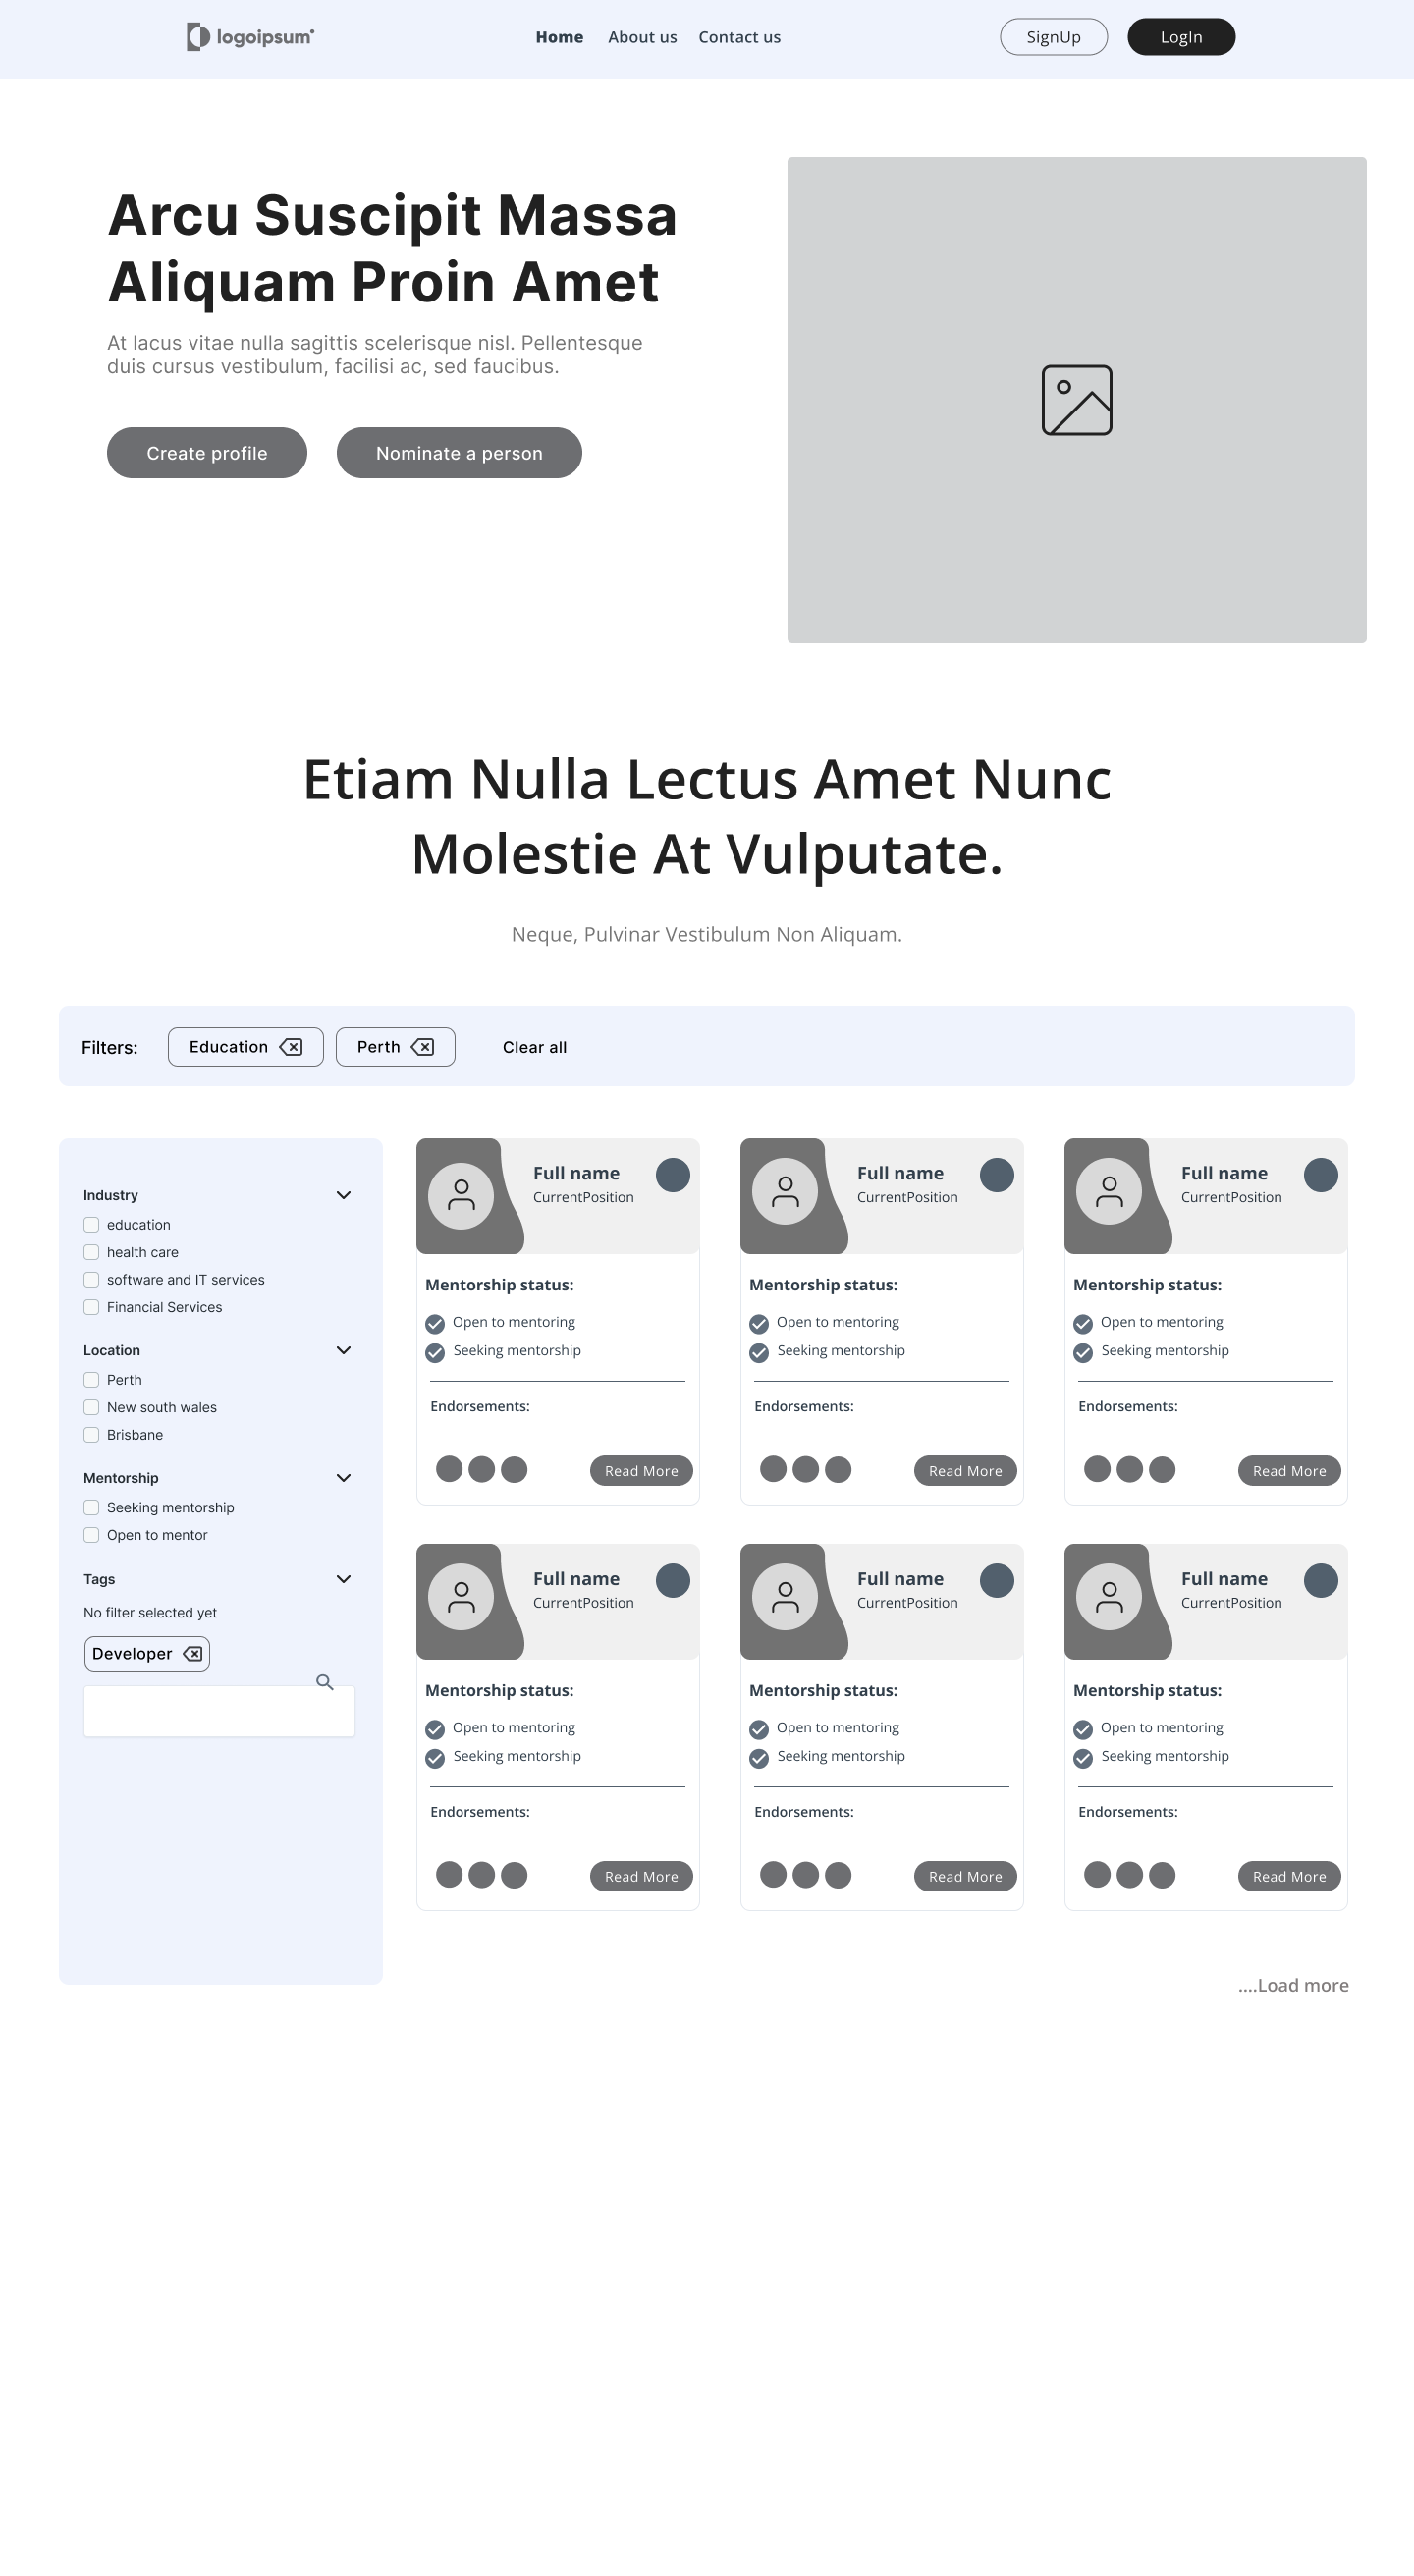 logoipsum
Home About us Contact us
SignUp LogIn
Arcu Suscipit Massa
Aliquam Proin Amet
At lacus vitae nulla sagittis scelerisque nisl. Pellentesque
duis cursus vestibulum, facilisi ac, sed faucibus.
Create profile Nominate a person
Etiam Nulla Lectus Amet Nunc
Molestie At Vulputate.
Neque, Pulvinar Vestibulum Non Aliquam.
Filters: Education Perth Clear all
Industry
education
health care
software and IT services
Financial Services
Location
Perth
New south wales
Brisbane
Mentorship
Seeking mentorship
Open to mentor
Tags
No filter selected yet
Developer
Full name
CurrentPosition
Mentorship status:
Open to mentoring
Seeking mentorship
Endorsements:
Read More
Full name
CurrentPosition
Mentorship status:
Open to mentoring
Seeking mentorship
Endorsements:
Read More
Full name
CurrentPosition
Mentorship status:
Open to mentoring
Seeking mentorship
Endorsements:
Read More
Full name
CurrentPosition
Mentorship status:
Open to mentoring
Seeking mentorship
Endorsements:
Read More
Full name
CurrentPosition
Mentorship status:
Open to mentoring
Seeking mentorship
Endorsements:
Read More
Full name
CurrentPosition
Mentorship status:
Open to mentoring
Seeking mentorship
Endorsements:
Read More
....Load more